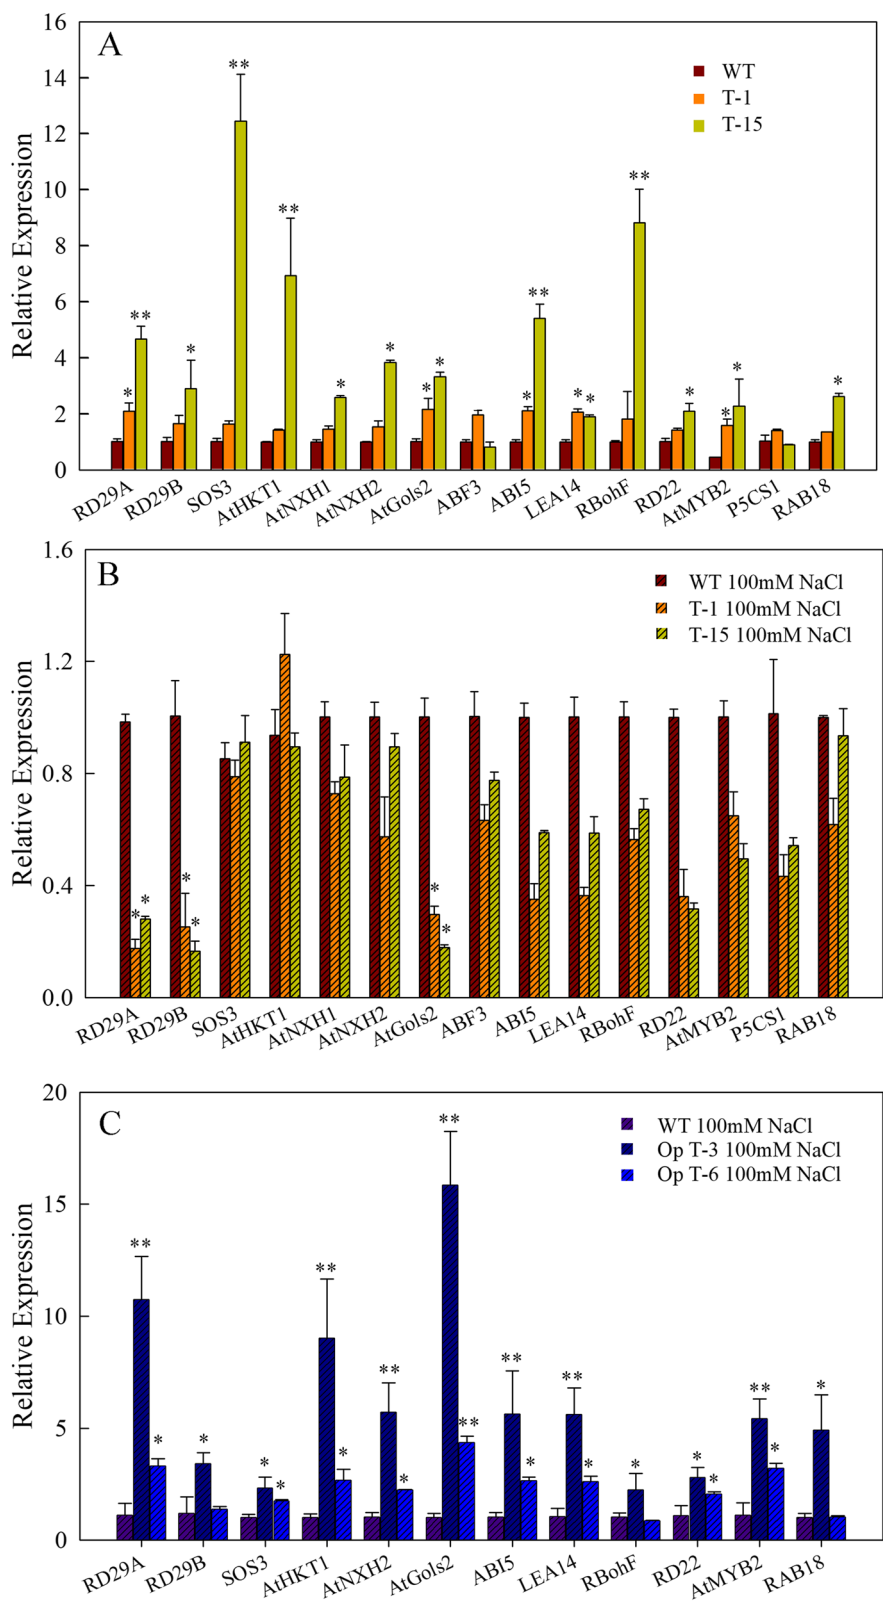 A
16
14
12
10
8
6
4
2
0
Relative Expression
WT
T-1
T-15
** * ** * ** * * * * * ** * * * ** * * * *
RD29A RD29B SOS3 AtHKT1 AtNXH1 AtNXH2 AtGols2 ABF3 ABI5 LEA14 RBohF RD22 AtMYB2 P5CS1 RAB18
B
1.6
1.2
0.8
0.4
0.0
Relative Expression
WT 100mM NaCl
T-1 100mM NaCl
T-15 100mM NaCl
* * * * * *
RD29A RD29B SOS3 AtHKT1 AtNXH1 AtNXH2 AtGols2 ABF3 ABI5 LEA14 RBohF RD22 AtMYB2 P5CS1 RAB18
C
20
15
10
5
0
Relative Expression
WT 100mM NaCl
Op T-3 100mM NaCl
Op T-6 100mM NaCl
** * * * * ** * ** * ** ** ** * ** * * * * ** * *
RD29A RD29B SOS3 AtHKT1 AtNXH2 AtGols2 ABI5 LEA14 RBohF RD22 AtMYB2 RAB18